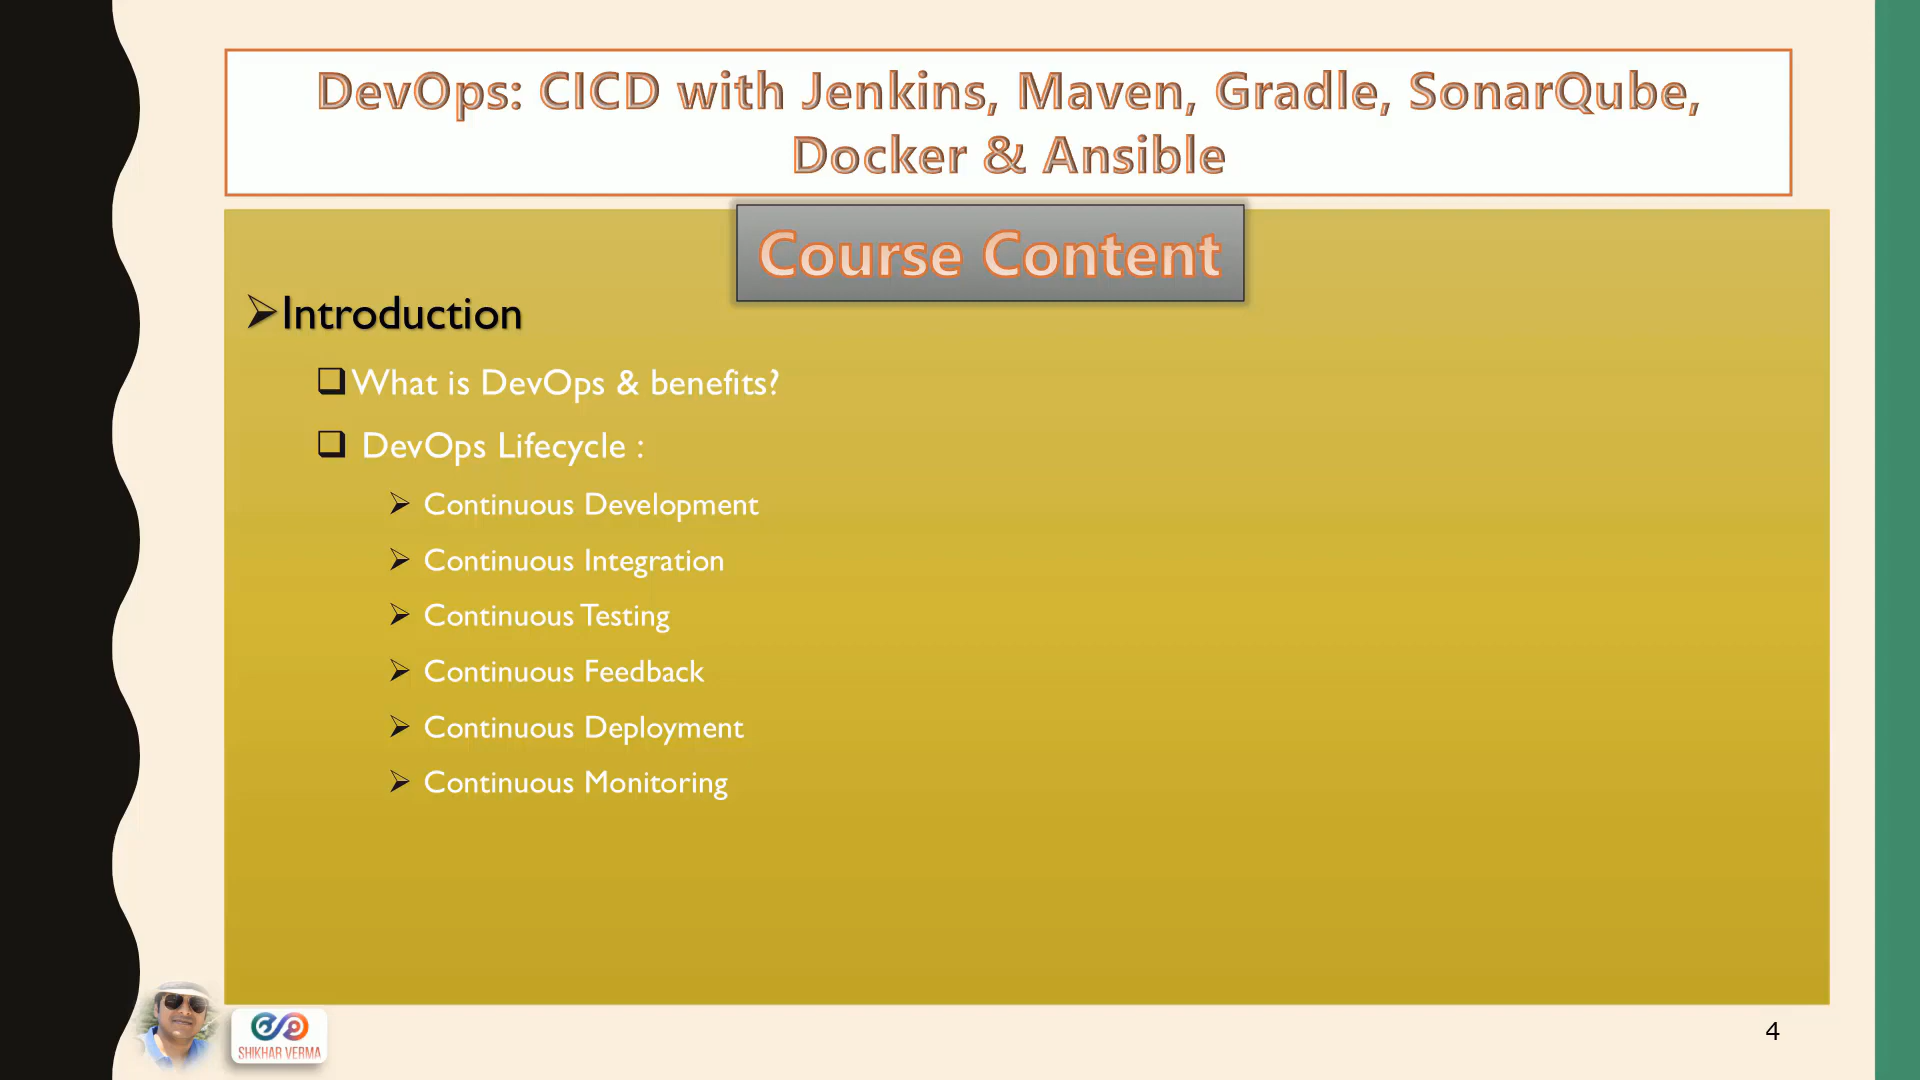 DevOps: CICD with Jenkins, Maven, Gradle, SonarQube,
Docker & Ansible
Course Content
Introduction
What is DevOps & benefits?
DevOps Lifecycle :
Continuous Development
Continuous Integration
Continuous Testing
Continuous Feedback
Continuous Deployment
Continuous Monitoring
SHIKHAR VERMA
4